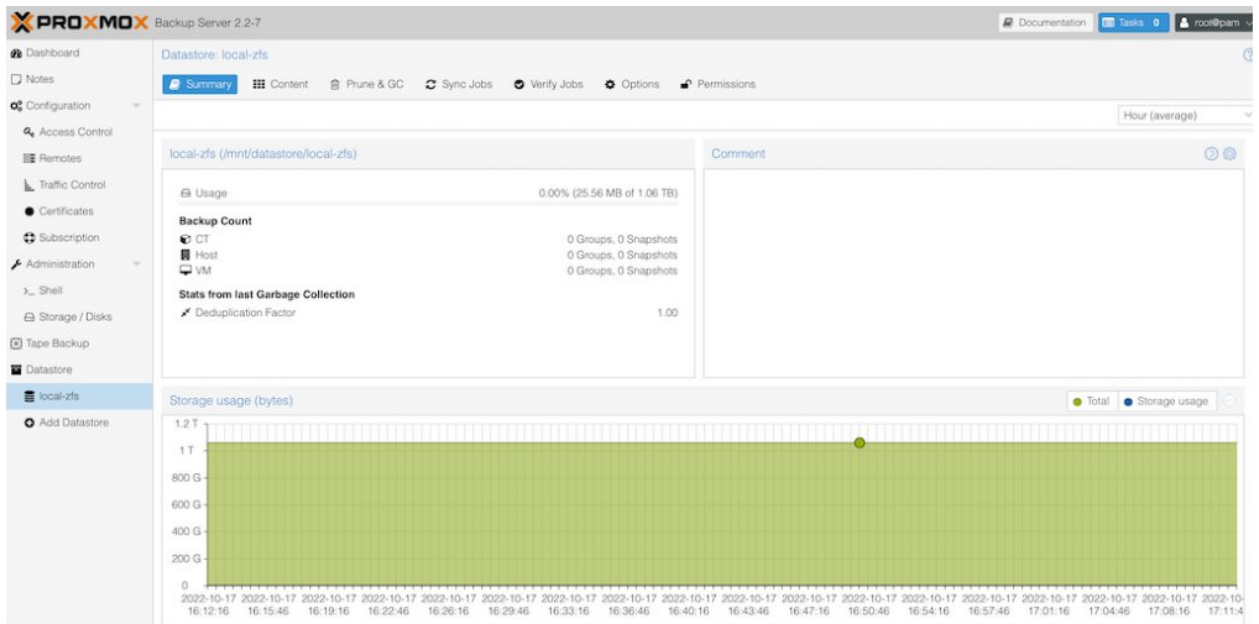 PROXMOX Backup Server 2.2-7
Documentation
Tasks 0
root@pam
Dashboard
Notes
Configuration
Access Control
Remotes
Traffic Control
Certificates
Subscription
Administration
>_ Shell
Storage / Disks
Tape Backup
Datastore
local-zfs
Add Datastore
Datastore: local-zfs
Summary Content Prune & GC Sync Jobs Verify Jobs Options Permissions
Hour (average)
local-zfs (/mnt/datastore/local-zfs)
Usage 0.00% (25.56 MB of 1.06 TB)
Backup Count
CT 0 Groups, 0 Snapshots
Host 0 Groups, 0 Snapshots
VM 0 Groups, 0 Snapshots
Stats from last Garbage Collection
Deduplication Factor 1.00
Comment
Storage usage (bytes)
Total Storage usage
1.2 T
1 T
800 G
600 G
400 G
200 G
0
2022-10-17 2022-10-17 2022-10-17 2022-10-17 2022-10-17 2022-10-17 2022-10-17 2022-10-17 2022-10-17 2022-10-17 2022-10-17 2022-10-17 2022-10-17 2022-10-17 2022-10-17 2022-10-17 2022-10-17 2022-10-
16:12:16 16:15:46 16:19:16 16:22:46 16:26:16 16:29:46 16:33:16 16:36:46 16:40:16 16:43:46 16:47:16 16:50:46 16:54:16 16:57:46 17:01:16 17:04:46 17:08:16 17:11:4